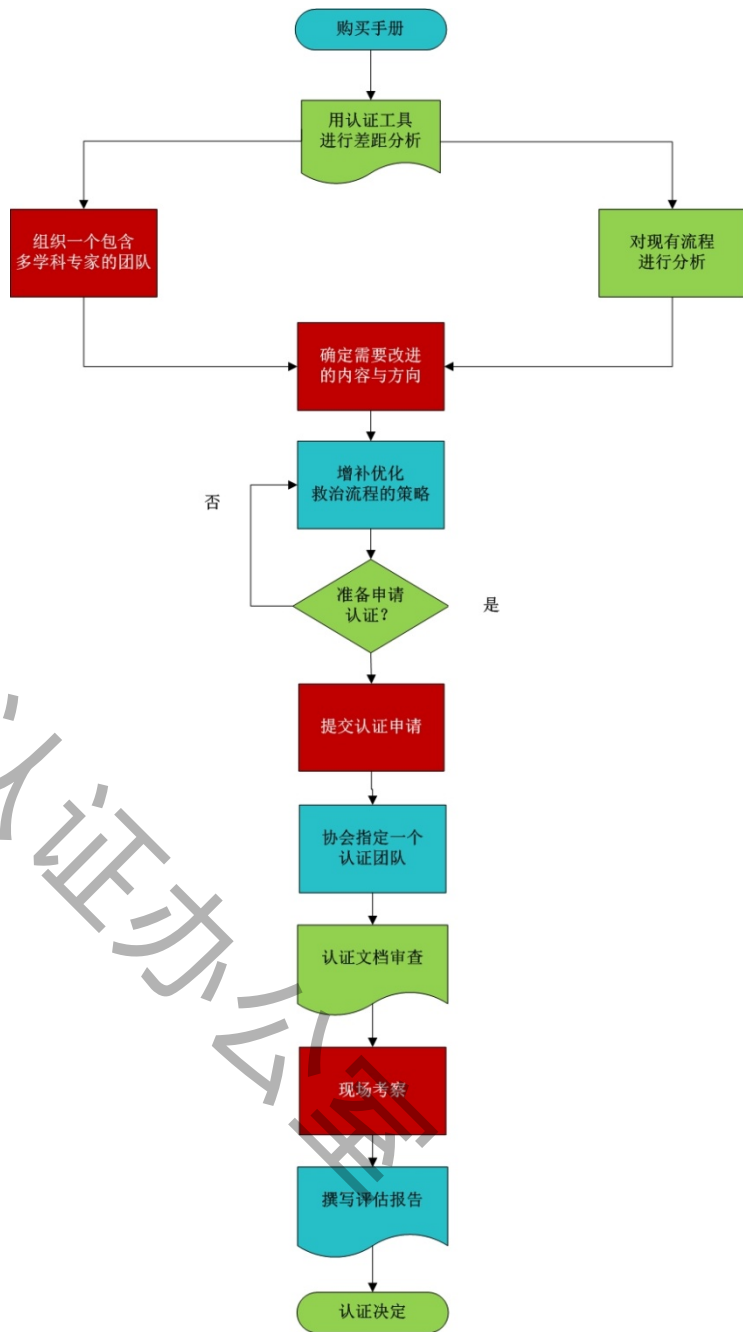 购买手册
用认证工具
进行差距分析
组织一个包含
多学科专家的团队
对现有流程
进行分析
确定需要改进
的内容与方向
增补优化
救治流程的策略
否
准备申请
认证?
是
提交认证申请
协会指定一个
认证团队
认证文档审查
现场考察
撰写评估报告
认证决定
认证办公室